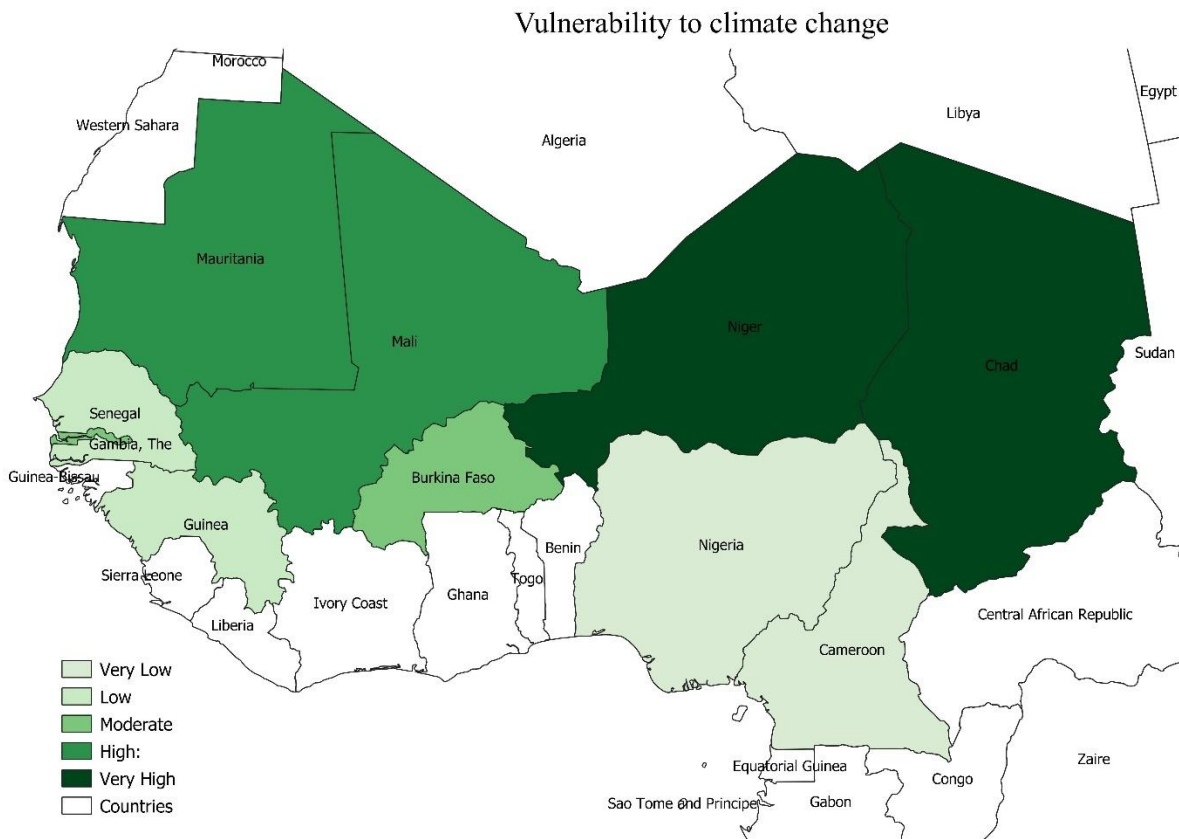 Vulnerability to climate change
Morocco
Egypt
Libya
Western Sahara
Algeria
Mauritania
Niger
Mali
Sudan
Chad
Senegal
Gambia, The
Guinea-Bissau
Burkina Faso
Guinea
Nigeria
Benin
Sierra Leone
Togo
Ghana
Ivory Coast
Central African Republic
Liberia
Cameroon
Very Low
Low
Moderate
High:
Very High
Countries
Equatorial Guinea
Zaire
Congo
Sao Tome and Principe
Gabon